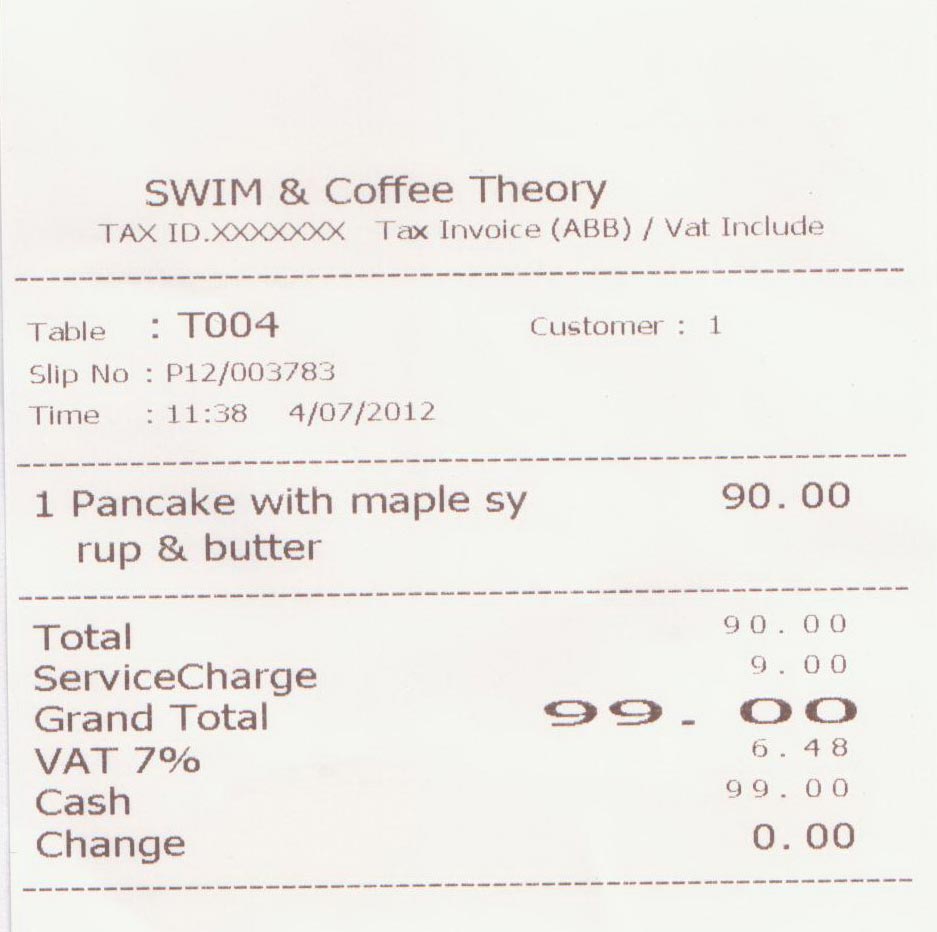 SWIM & Coffee Theory
TAX ID.XXXXXXX Tax Invoice (ABB) / Vat Include
Table : T004 Customer : 1
Slip No : P12/003783
Time : 11:38 4/07/2012
1 Pancake with maple sy 90.00
rup & butter
Total 90.00
ServiceCharge 9.00
Grand Total 99.00
VAT 7% 6.48
Cash 99.00
Change 0.00